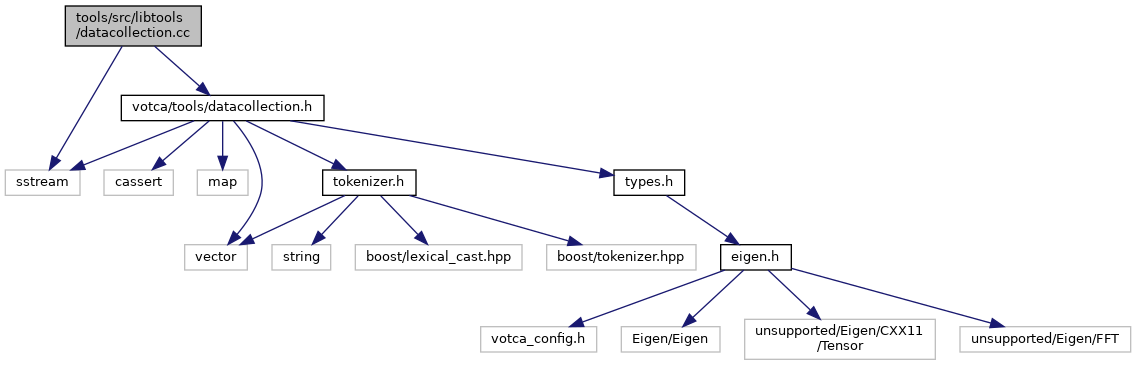 tools/src/libtools
/datacollection.cc
votca/tools/datacollection.h
sstream
cassert
map
tokenizer.h
types.h
vector
string
boost/lexical_cast.hpp
boost/tokenizer.hpp
eigen.h
votca_config.h
Eigen/Eigen
unsupported/Eigen/CXX11
/Tensor
unsupported/Eigen/FFT